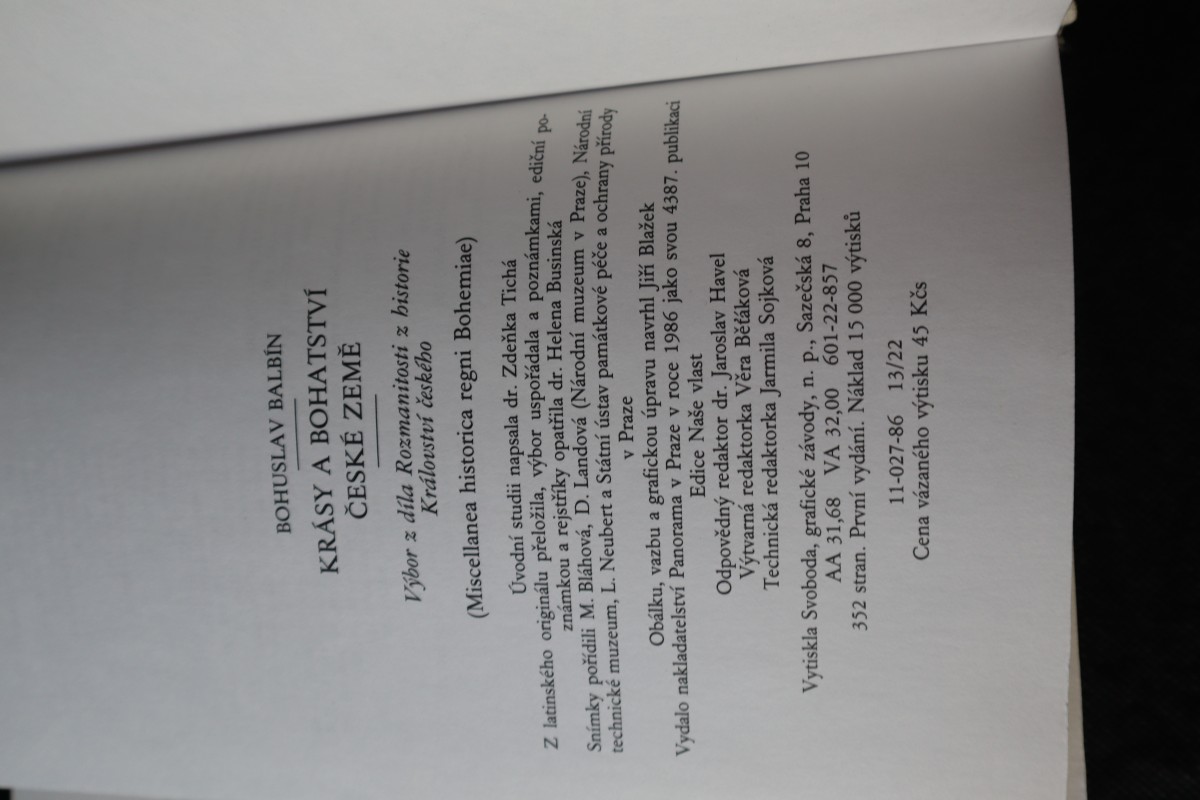 BOHUSLAV BALBÍN
KRÁSY A BOHATSTVÍ
ČESKÉ ZEMĚ
Výbor z díla Rozmanitosti z historie
Království českého
(Miscellanea historica regni Bohemiae)
Úvodní studii napsala dr. Zdeňka Tichá
Z latinského originálu přeložila, výbor uspořádala a poznámkami, ediční po-
známkou a rejstříky opatřila dr. Helena Businská
Snímky pořídili M. Bláhová, D. Landová (Národní muzeum v Praze), Národní
technické muzeum, L. Neubert a Státní ústav památkové péče a ochrany přírody
v Praze
Obálku, vazbu a grafickou úpravu navrhl Jiří Blažek
Vydalo nakladatelství Panorama v Praze v roce 1986 jako svou 4387. publikaci
Edice Naše vlast
Odpovědný redaktor dr. Jaroslav Havel
Výtvarná redaktorka Věra Běťáková
Technická redaktorka Jarmila Sojková
Vytiskla Svoboda, grafické závody, n. p., Sazečská 8, Praha 10
AA 31,68 VA 32,00 601-22-857
352 stran. První vydání. Náklad 15 000 výtisků
11-027-86 13/22
Cena vázaného výtisku 45 Kčs